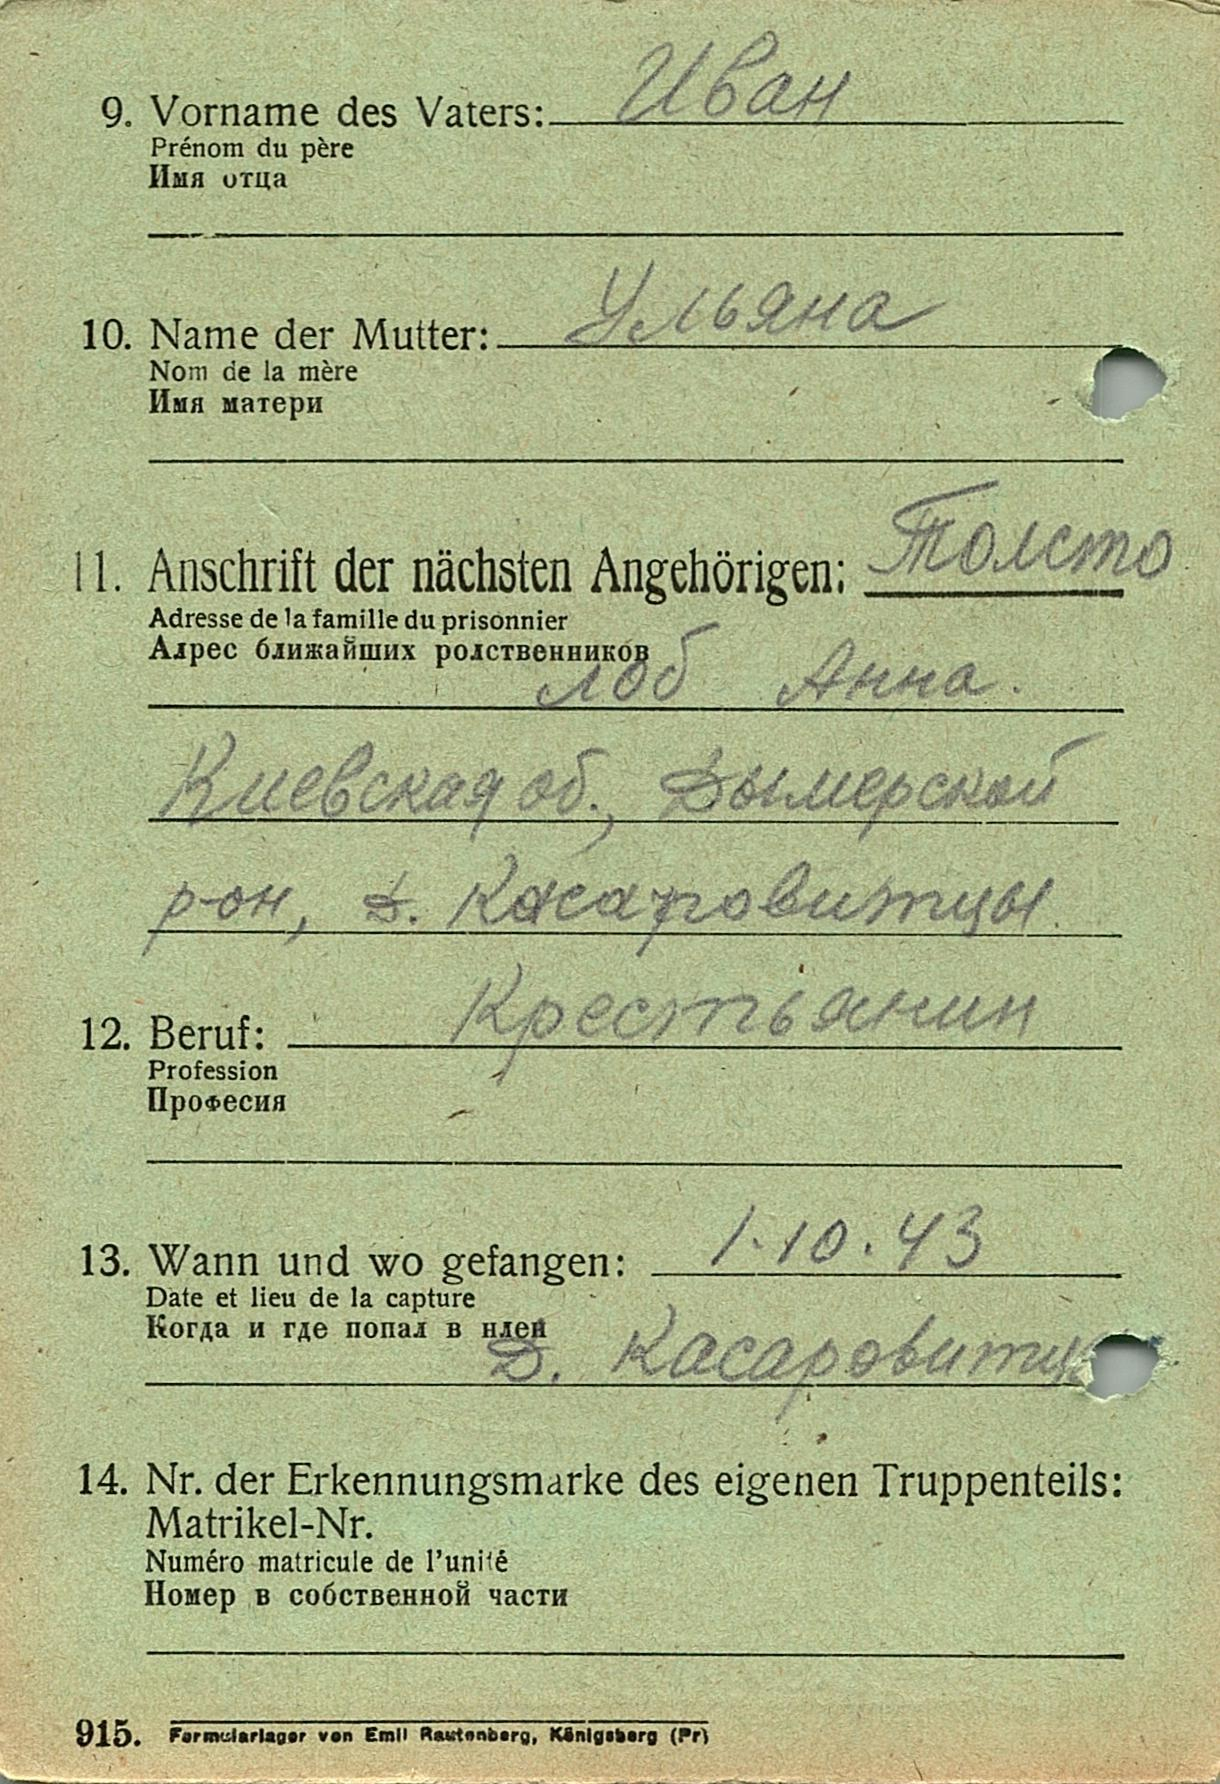 9. Vorname des Vaters: Иван
Prénom du père
Имя отца
10. Name der Mutter: Ульяна
Nom de la mère
Имя матери
11. Anschrift der nächsten Angehörigen: Толсто
Adresse de la famille du prisonnier
Адрес ближайших родственников
лоб Анна.
Киевская об., Дымерской
р-он, д. Касаровитцы.
12. Beruf: Крестьянин
Profession
Професия
13. Wann und wo gefangen: 1.10.43
Date et lieu de la capture
Когда и где попал в плен
Д. Касаровитц
14. Nr. der Erkennungsmarke des eigenen Truppenteils:
Matrikel-Nr.
Numéro matricule de l'unité
Номер в собственной части
915. Formularlager von Emil Rautenberg, Königsberg (Pr)